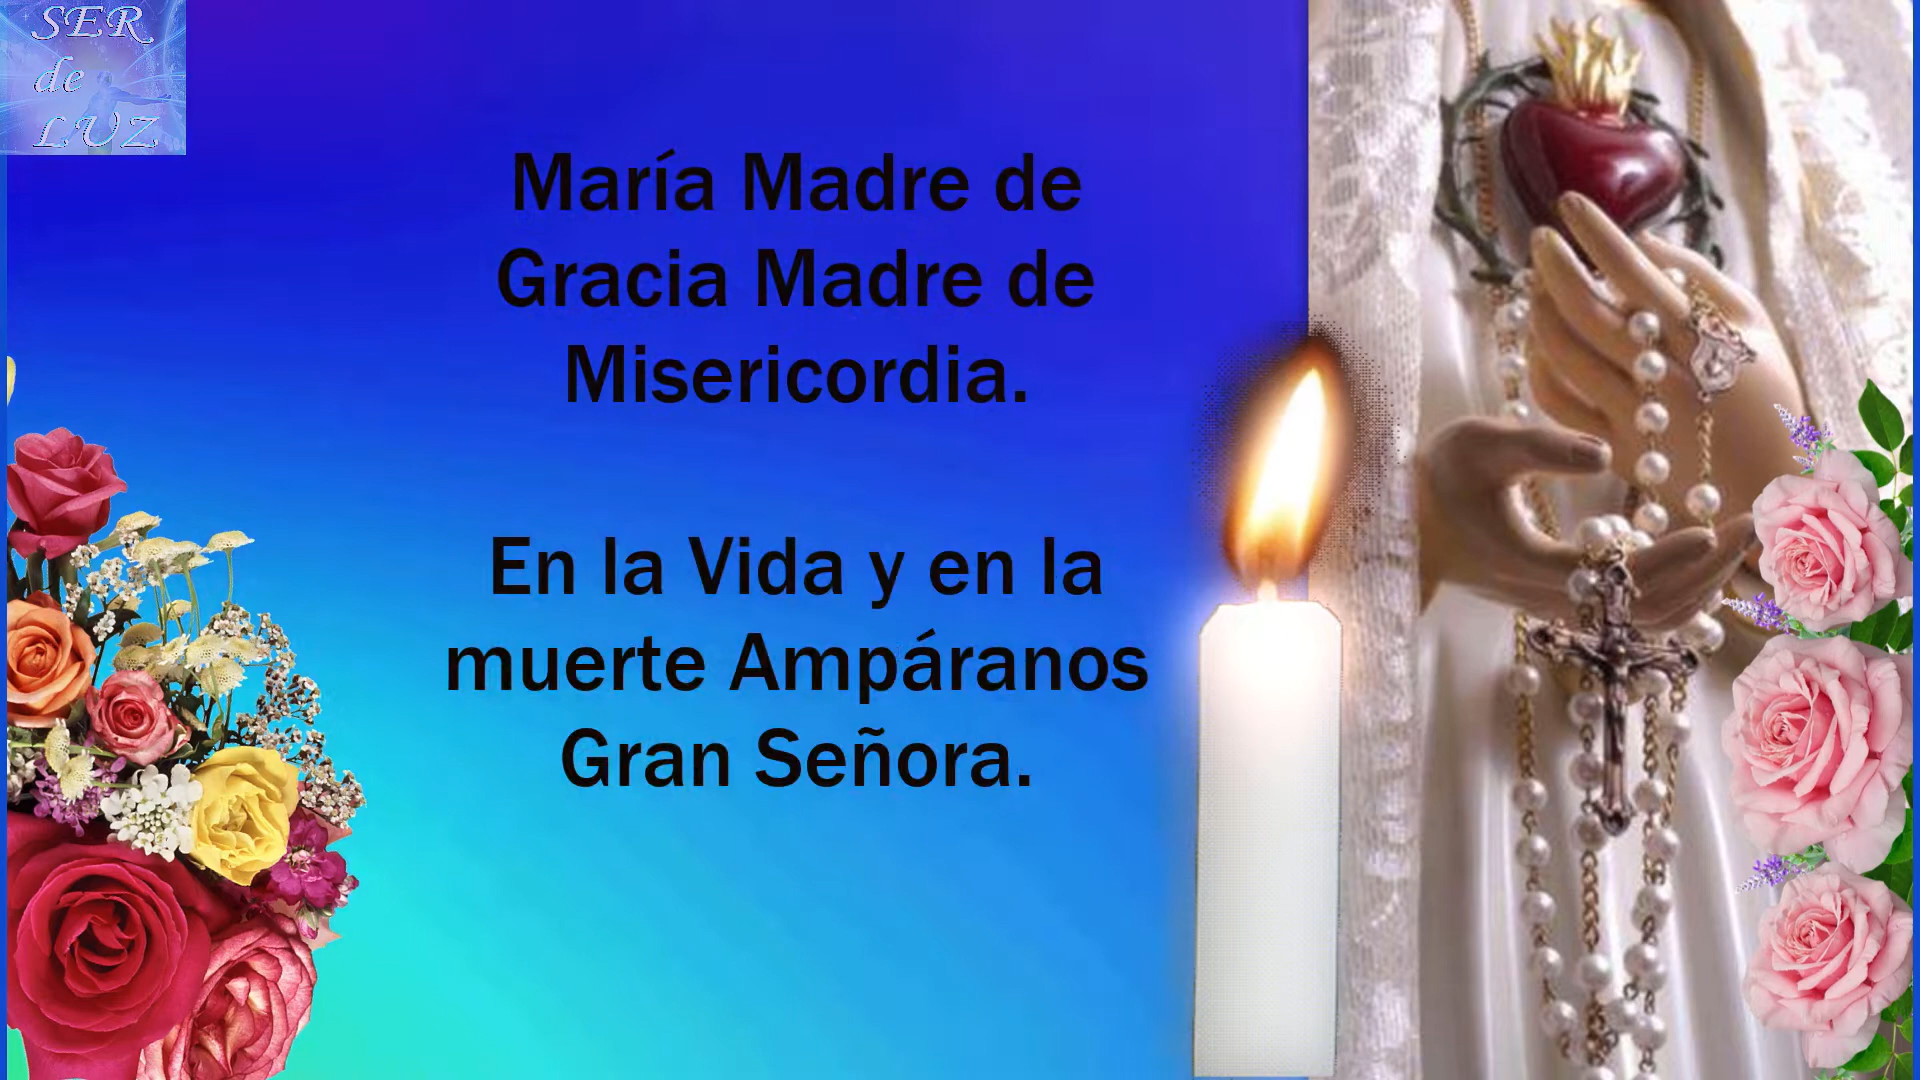 SER
de
LUZ
María Madre de
Gracia Madre de
Misericordia.
En la Vida y en la
muerte Ampáranos
Gran Señora.